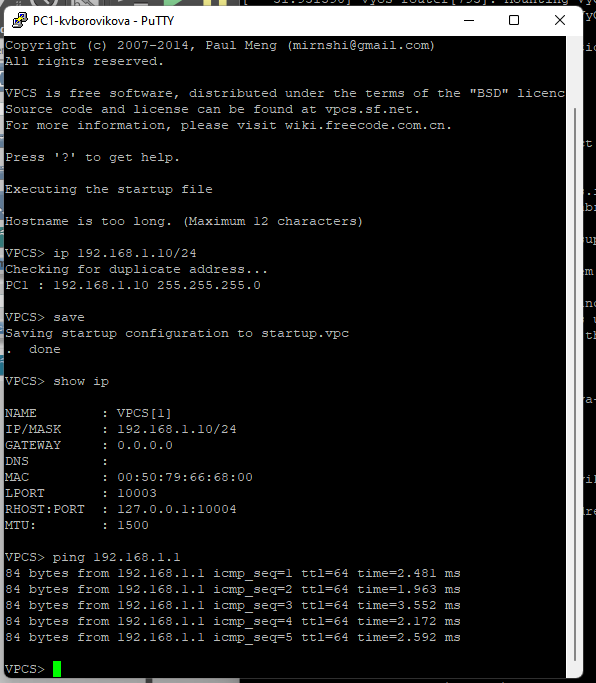 PC1-kvborovikova - PuTTY
Copyright (c) 2007-2014, Paul Meng (mirnshi@gmail.com)
All rights reserved.
VPCS is free software, distributed under the terms of the "BSD" licenc
Source code and license can be found at vpcs.sf.net.
For more information, please visit wiki.freecode.com.cn.
Press '?' to get help.
Executing the startup file
Hostname is too long. (Maximum 12 characters)
VPCS> ip 192.168.1.10/24
Checking for duplicate address...
PC1 : 192.168.1.10 255.255.255.0
VPCS> save
Saving startup configuration to startup.vpc
.  done
VPCS> show ip
NAME        : VPCS[1]
IP/MASK     : 192.168.1.10/24
GATEWAY     : 0.0.0.0
DNS         :
MAC         : 00:50:79:66:68:00
LPORT       : 10003
RHOST:PORT  : 127.0.0.1:10004
MTU:        : 1500
VPCS> ping 192.168.1.1
84 bytes from 192.168.1.1 icmp_seq=1 ttl=64 time=2.481 ms
84 bytes from 192.168.1.1 icmp_seq=2 ttl=64 time=1.963 ms
84 bytes from 192.168.1.1 icmp_seq=3 ttl=64 time=3.552 ms
84 bytes from 192.168.1.1 icmp_seq=4 ttl=64 time=2.172 ms
84 bytes from 192.168.1.1 icmp_seq=5 ttl=64 time=2.592 ms
VPCS>